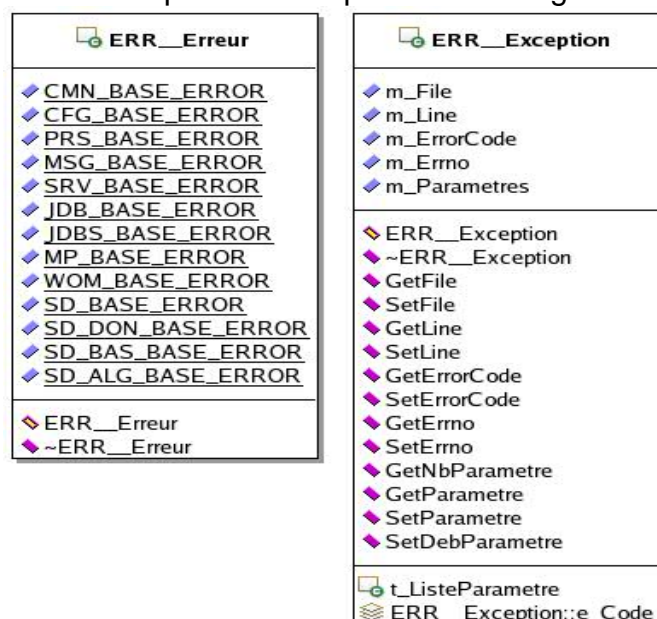 ERR__Erreur
CMN_BASE_ERROR
CFG_BASE_ERROR
PRS_BASE_ERROR
MSG_BASE_ERROR
SRV_BASE_ERROR
JDB_BASE_ERROR
JDBS_BASE_ERROR
MP_BASE_ERROR
WOM_BASE_ERROR
SD_BASE_ERROR
SD_DON_BASE_ERROR
SD_BAS_BASE_ERROR
SD_ALG_BASE_ERROR
ERR__Erreur
~ERR__Erreur
ERR__Exception
m_File
m_Line
m_ErrorCode
m_Errno
m_Parametres
ERR__Exception
~ERR__Exception
GetFile
SetFile
GetLine
SetLine
GetErrorCode
SetErrorCode
GetErrno
SetErrno
GetNbParametre
GetParametre
SetParametre
SetDebParametre
t_ListeParametre
ERR__Exception::e_Code